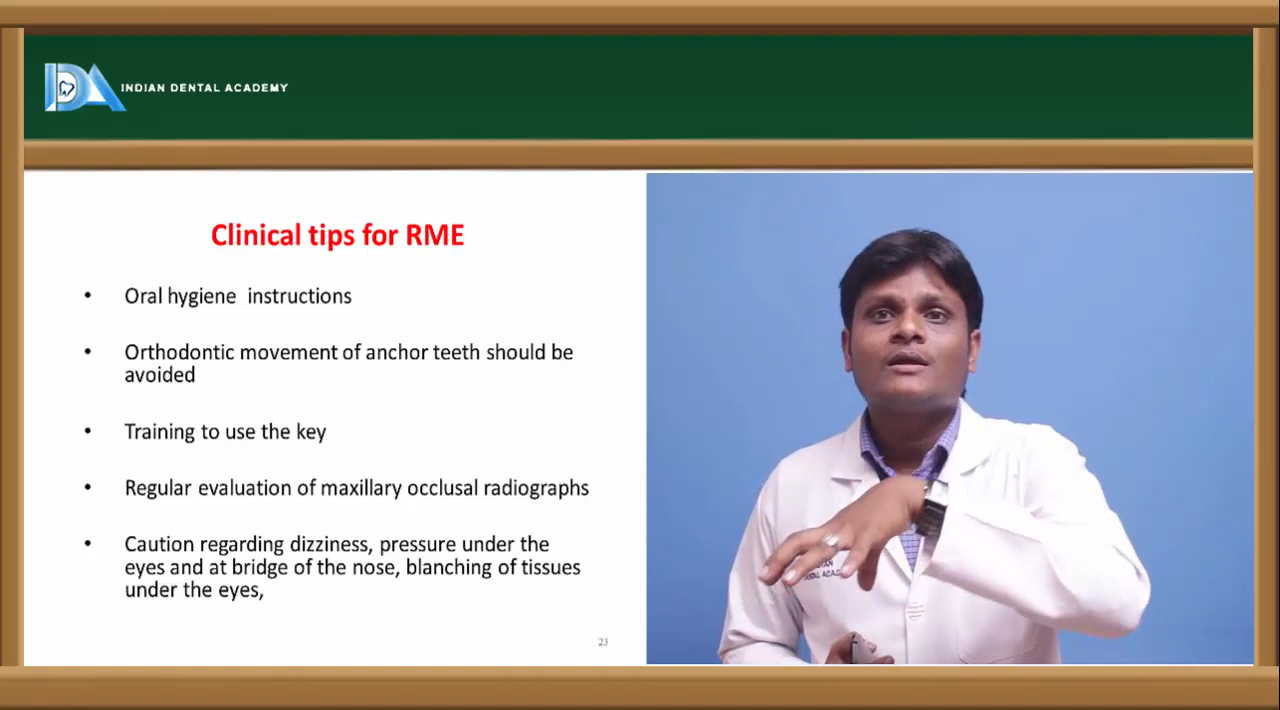 IDA INDIAN DENTAL ACADEMY
Clinical tips for RME
• Oral hygiene instructions
• Orthodontic movement of anchor teeth should be
avoided
• Training to use the key
• Regular evaluation of maxillary occlusal radiographs
• Caution regarding dizziness, pressure under the
eyes and at bridge of the nose, blanching of tissues
under the eyes,
23